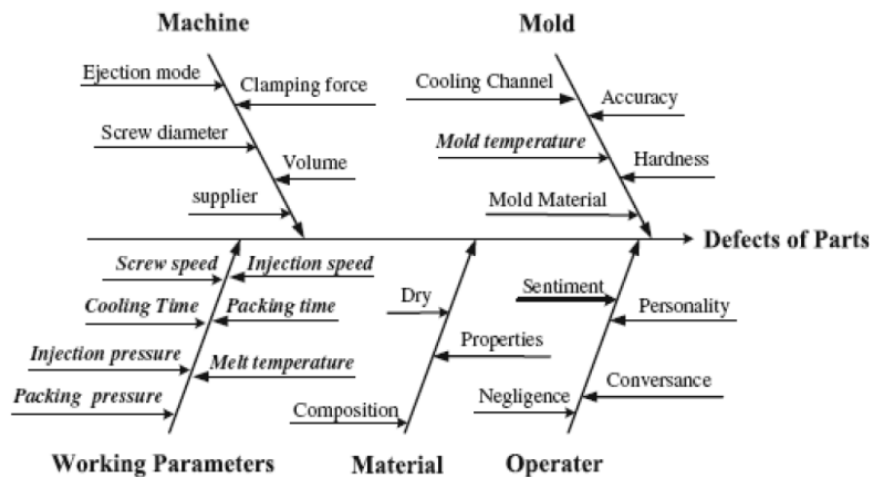 Machine
Mold
Ejection mode
Clamping force
Cooling Channel
Accuracy
Screw diameter
Mold temperature
Volume
Hardness
supplier
Mold Material
Defects of Parts
Screw speed
Injection speed
Sentiment
Dry
Cooling Time
Packing time
Personality
Properties
Injection pressure
Melt temperature
Packing pressure
Composition
Negligence
Conversance
Working Parameters
Material
Operater